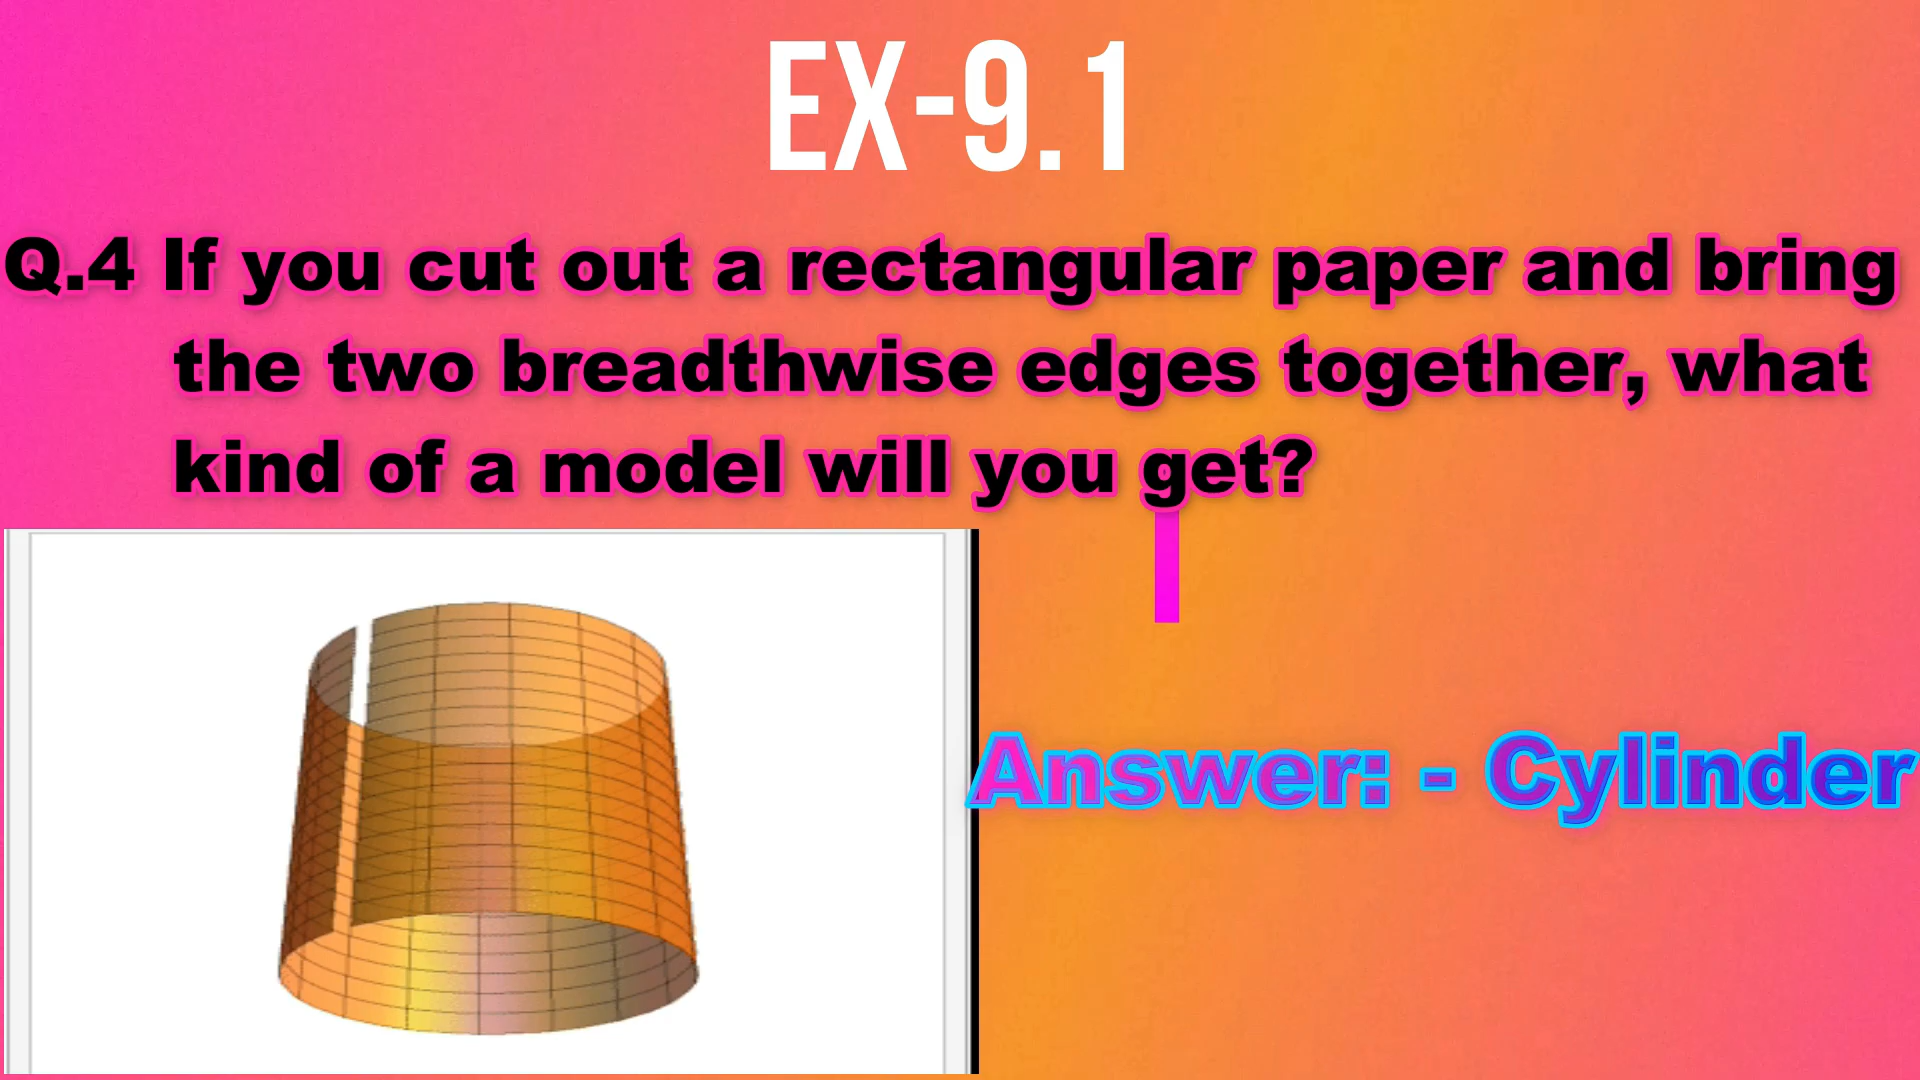 EX-9.1
Q.4 If you cut out a rectangular paper and bring
the two breadthwise edges together, what
kind of a model will you get?
Answer: - Cylinder